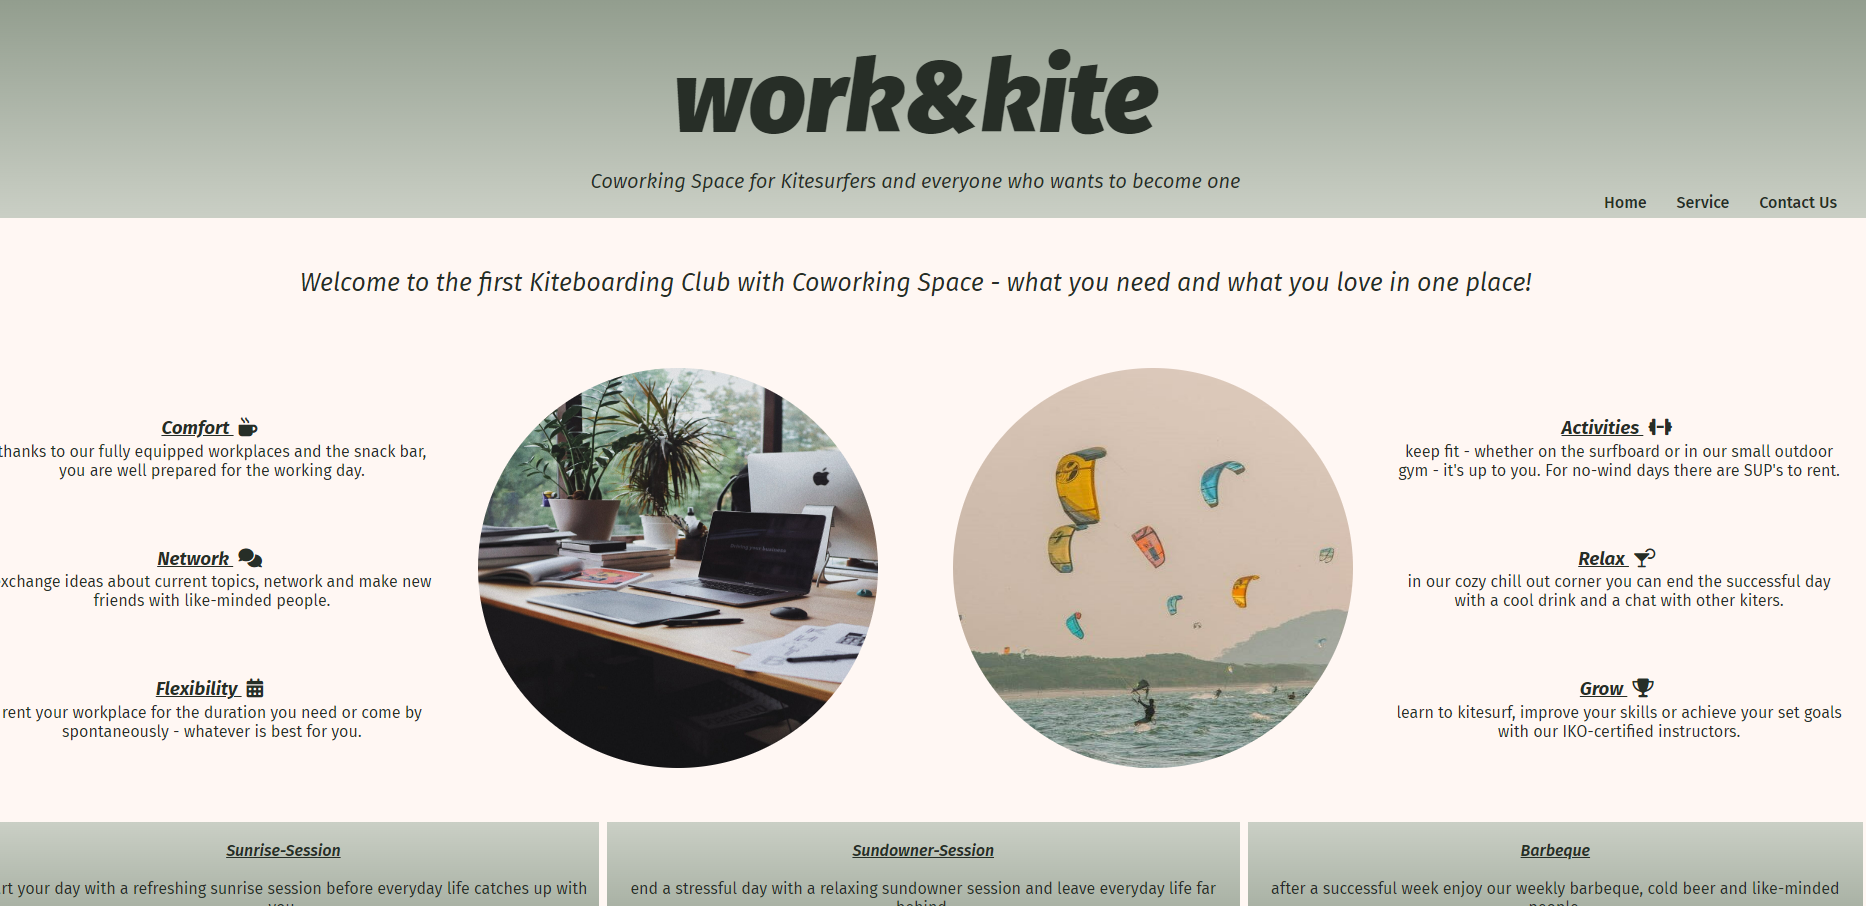 work&kite
Coworking Space for Kitesurfers and everyone who wants to become one
Home Service Contact Us
Welcome to the first Kiteboarding Club with Coworking Space - what you need and what you love in one place!
Comfort
thanks to our fully equipped workplaces and the snack bar,
you are well prepared for the working day.
Network
exchange ideas about current topics, network and make new
friends with like-minded people.
Flexibility
rent your workplace for the duration you need or come by
spontaneously - whatever is best for you.
Activities
keep fit - whether on the surfboard or in our small outdoor
gym - it's up to you. For no-wind days there are SUP's to rent.
Relax
in our cozy chill out corner you can end the successful day
with a cool drink and a chat with other kiters.
Grow
learn to kitesurf, improve your skills or achieve your set goals
with our IKO-certified instructors.
Sunrise-Session
rt your day with a refreshing sunrise session before everyday life catches up with
you.
Sundowner-Session
end a stressful day with a relaxing sundowner session and leave everyday life far
behind.
Barbeque
after a successful week enjoy our weekly barbeque, cold beer and like-minded
people.